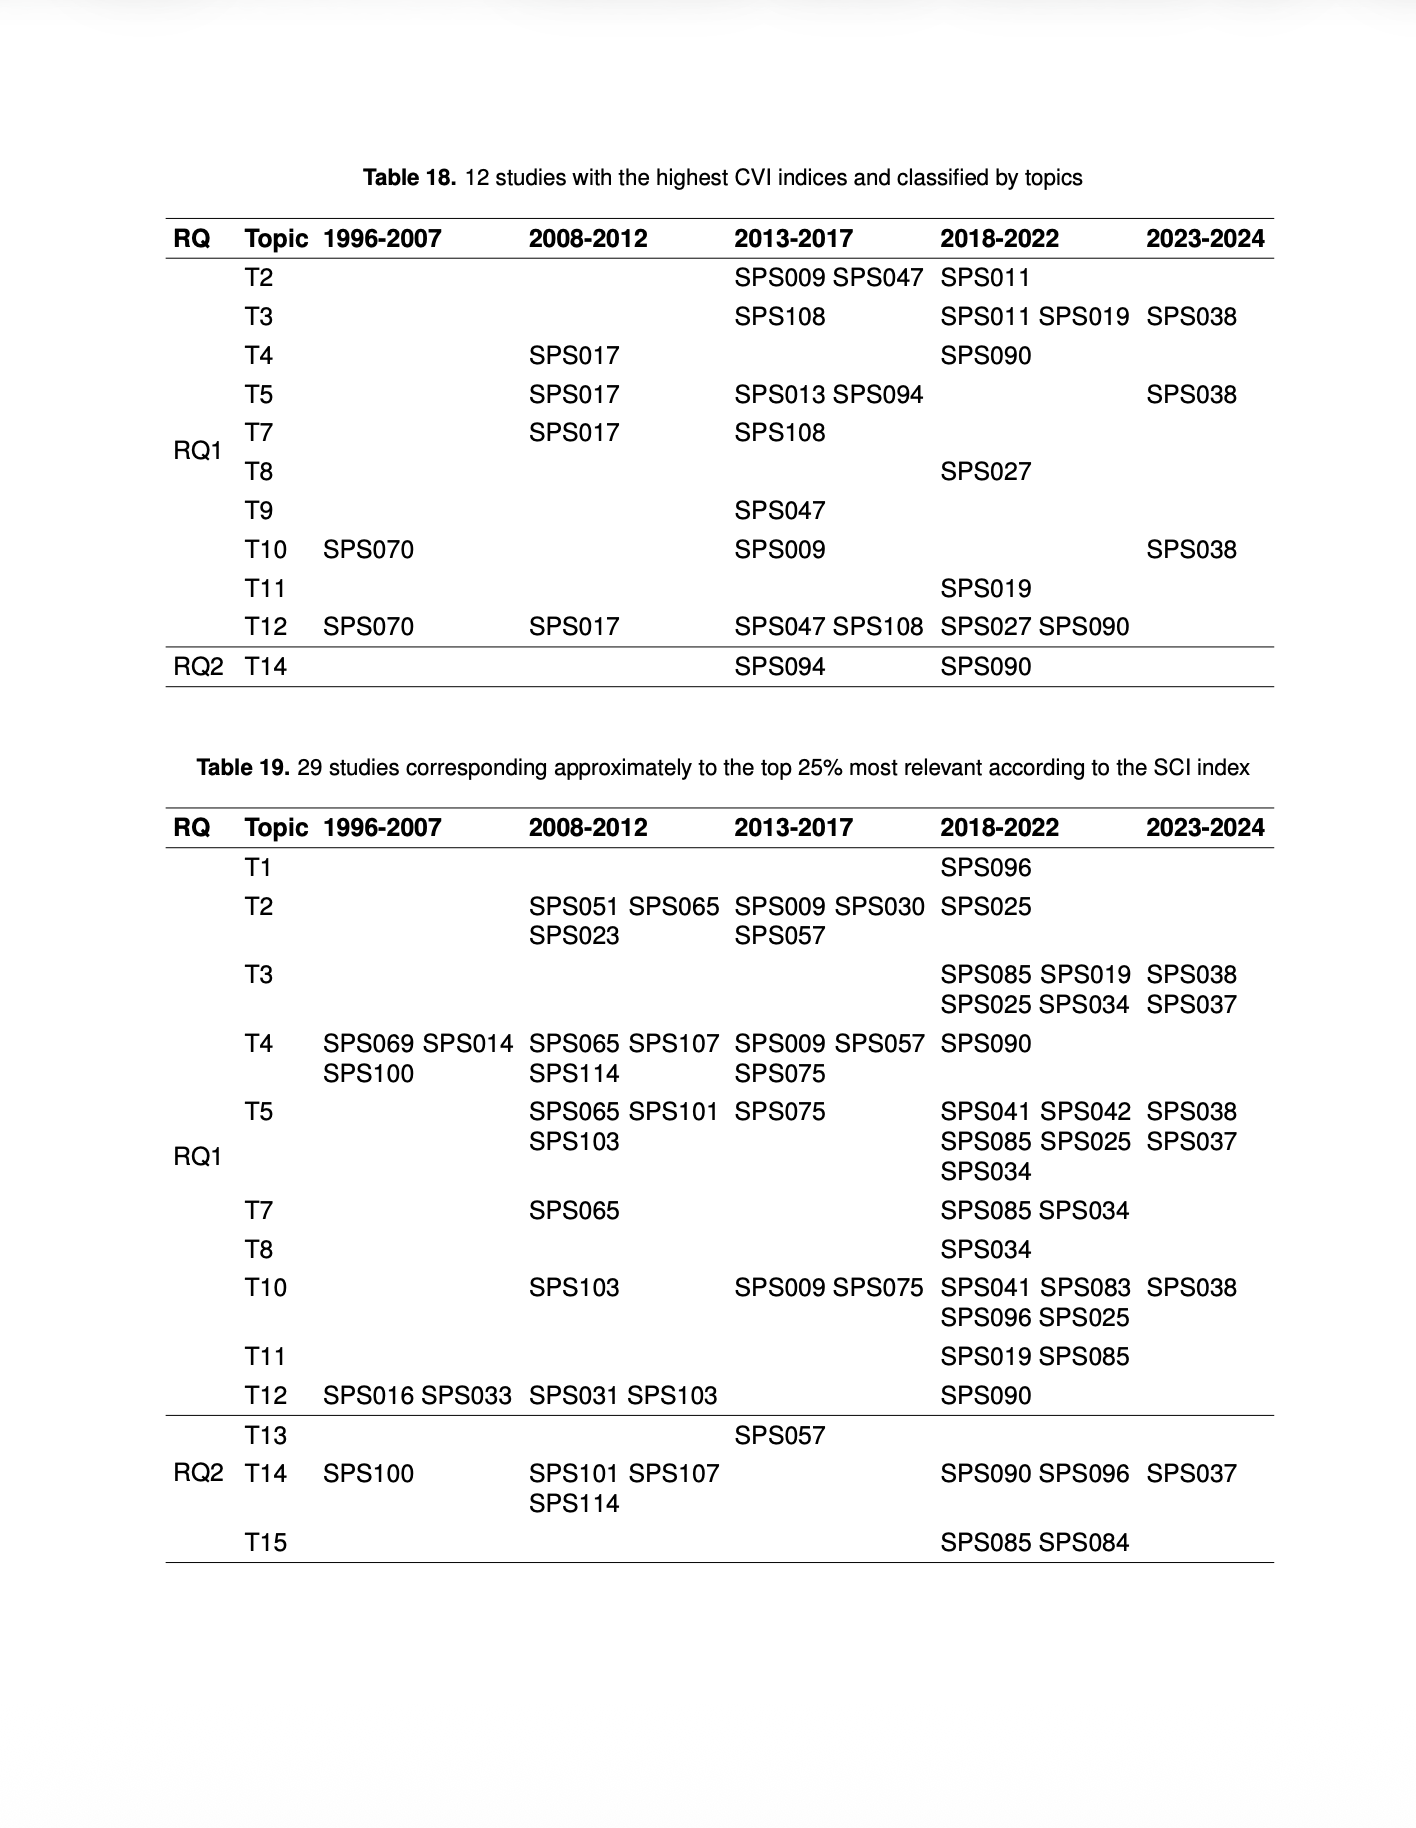 Table 18. 12 studies with the highest CVI indices and classified by topics
RQ Topic 1996-2007 2008-2012 2013-2017 2018-2022 2023-2024
T2 SPS009 SPS047 SPS011
T3 SPS108 SPS011 SPS019 SPS038
T4 SPS017 SPS090
T5 SPS017 SPS013 SPS094 SPS038
T7 SPS017 SPS108
RQ1
T8 SPS027
T9 SPS047
T10 SPS070 SPS009 SPS038
T11 SPS019
T12 SPS070 SPS017 SPS047 SPS108 SPS027 SPS090
RQ2 T14 SPS094 SPS090
Table 19. 29 studies corresponding approximately to the top 25% most relevant according to the SCI index
RQ Topic 1996-2007 2008-2012 2013-2017 2018-2022 2023-2024
T1 SPS096
T2 SPS051 SPS065 SPS009 SPS030 SPS025
SPS023 SPS057
T3 SPS085 SPS019 SPS038
SPS025 SPS034 SPS037
T4 SPS069 SPS014 SPS065 SPS107 SPS009 SPS057 SPS090
SPS100 SPS114 SPS075
T5 SPS065 SPS101 SPS075 SPS041 SPS042 SPS038
SPS103 SPS085 SPS025 SPS037
RQ1
SPS034
T7 SPS065 SPS085 SPS034
T8 SPS034
T10 SPS103 SPS009 SPS075 SPS041 SPS083 SPS038
SPS096 SPS025
T11 SPS019 SPS085
T12 SPS016 SPS033 SPS031 SPS103 SPS090
T13 SPS057
RQ2 T14 SPS100 SPS101 SPS107 SPS090 SPS096 SPS037
SPS114
T15 SPS085 SPS084